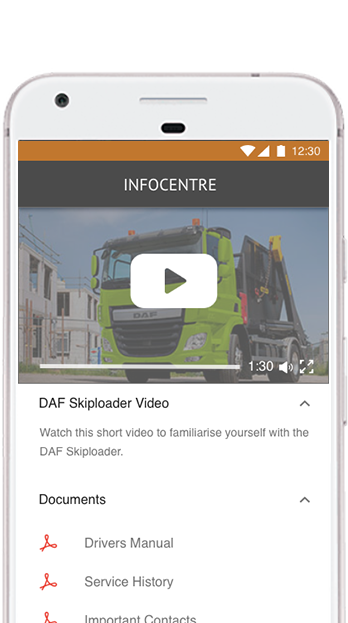 12:30
INFOCENTRE
DAF
1:30
DAF Skiploader Video
Watch this short video to familiarise yourself with the
DAF Skiploader.
Documents
Drivers Manual
Service History
Important Contacts